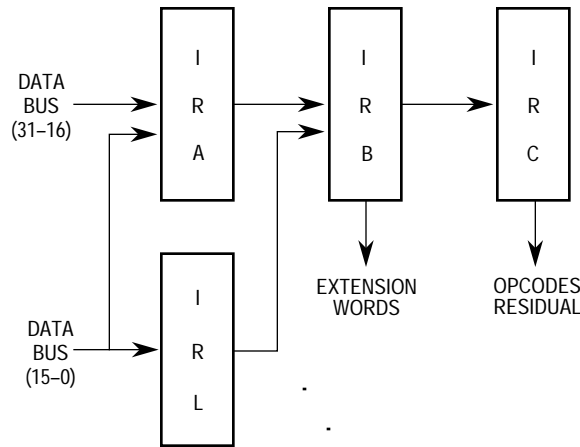 I
R
A
I
R
B
I
R
C
DATA
BUS
(31–16)
EXTENSION
WORDS
OPCODES
RESIDUAL
DATA
BUS
(15–0)
I
R
L